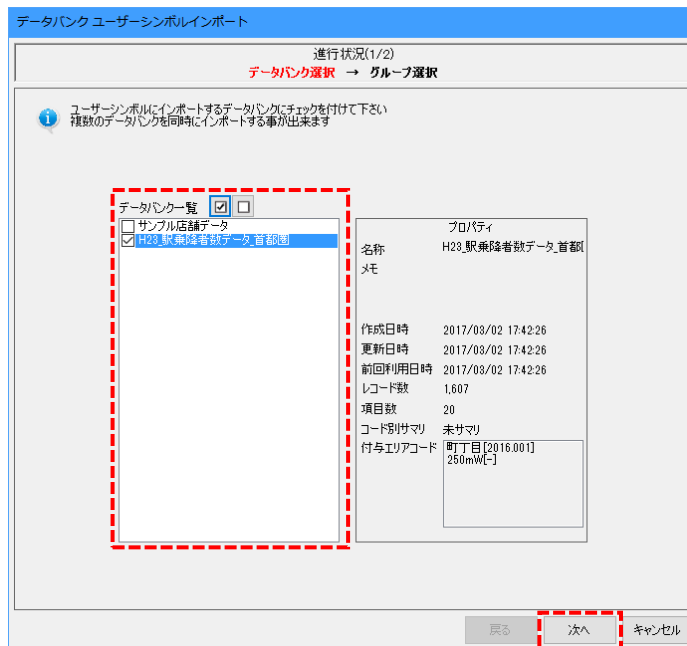 データバンク ユーザーシンボルインポート
進行状況(1/2)
データバンク選択 → グループ選択
ユーザーシンボルにインポートするデータバンクにチェックを付けて下さい
複数のデータバンクを同時にインポートする事が出来ます
データバンク一覧
サンプル店舗データ
H23_駅乗降者数データ_首都圏
プロパティ
名称 H23_駅乗降者数データ_首都
メモ
作成日時 2017/03/02 17:42:26
更新日時 2017/03/02 17:42:26
前回利用日時 2017/03/02 17:42:26
レコード数 1,607
項目数 20
コード別サマリ 未サマリ
付与エリアコード 町丁目[2016.001]
250mW[-]
戻る 次へ キャンセル